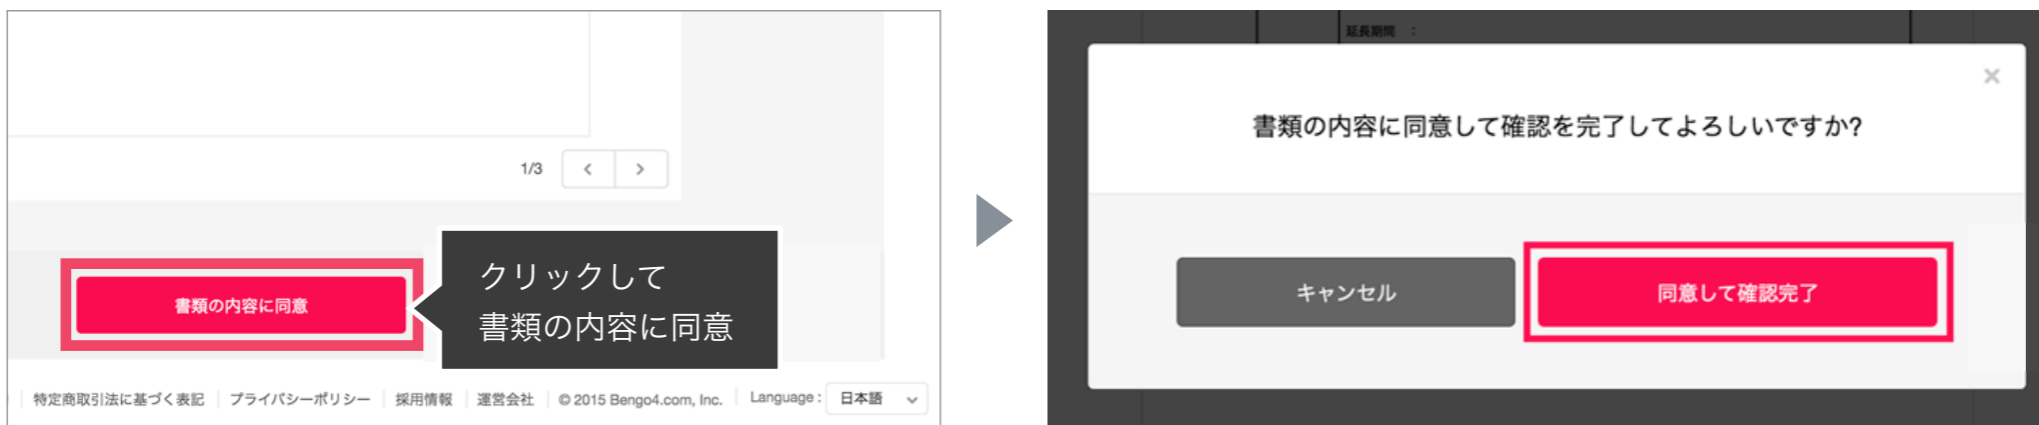 1/3
書類の内容に同意
クリックして
書類の内容に同意
特定商取引法に基づく表記
プライバシーポリシー
採用情報
運営会社
© 2015 Bengo4.com, Inc.
Language :
日本語
延長期間 :
書類の内容に同意して確認を完了してよろしいですか?
キャンセル
同意して確認完了